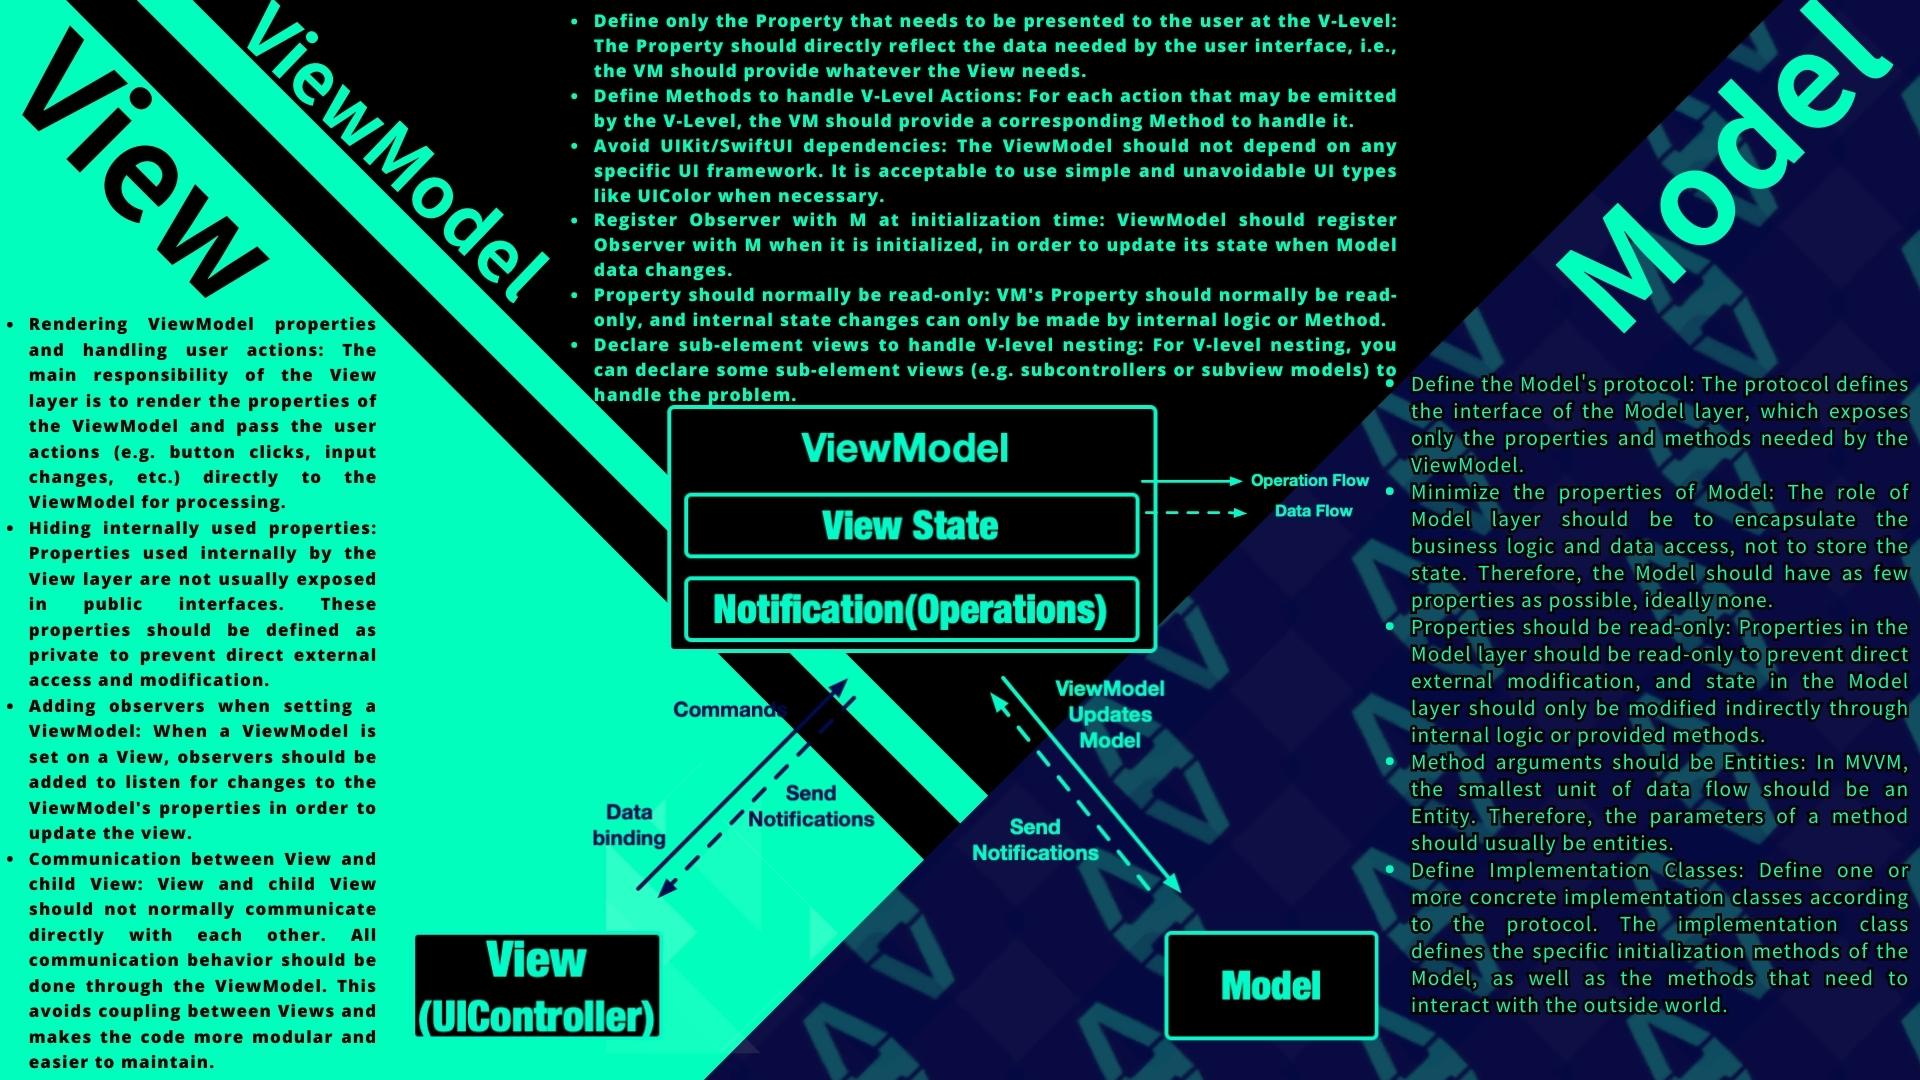 View
ViewModel
Model
• Define only the Property that needs to be presented to the user at the V-Level:
The Property should directly reflect the data needed by the user interface, i.e.,
the VM should provide whatever the View needs.
• Define Methods to handle V-Level Actions: For each action that may be emitted
by the V-Level, the VM should provide a corresponding Method to handle it.
• Avoid UIKit/SwiftUI dependencies: The ViewModel should not depend on any
specific UI framework. It is acceptable to use simple and unavoidable UI types
like UIColor when necessary.
• Register Observer with M at initialization time: ViewModel should register
Observer with M when it is initialized, in order to update its state when Model
data changes.
• Property should normally be read-only: VM's Property should normally be read-
only, and internal state changes can only be made by internal logic or Method.
• Declare sub-element views to handle V-level nesting: For V-level nesting, you
can declare some sub-element views (e.g. subcontrollers or subview models) to
handle the problem.
• Rendering ViewModel properties
and handling user actions: The
main responsibility of the View
layer is to render the properties of
the ViewModel and pass the user
actions (e.g. button clicks, input
changes, etc.) directly to the
ViewModel for processing.
• Hiding internally used properties:
Properties used internally by the
View layer are not usually exposed
in public interfaces. These
properties should be defined as
private to prevent direct external
access and modification.
• Adding observers when setting a
ViewModel: When a ViewModel is
set on a View, observers should be
added to listen for changes to the
ViewModel's properties in order to
update the view.
• Communication between View and
child View: View and child View
should not normally communicate
directly with each other. All
communication behavior should be
done through the ViewModel. This
avoids coupling between Views and
makes the code more modular and
easier to maintain.
ViewModel
View State
Notification(Operations)
Operation Flow
Data Flow
Commands
Data
binding
Send
Notifications
ViewModel
Updates
Model
Send
Notifications
View
(UIController)
Model
• Define the Model's protocol: The protocol defines
the interface of the Model layer, which exposes
only the properties and methods needed by the
ViewModel.
• Minimize the properties of Model: The role of
Model layer should be to encapsulate the
business logic and data access, not to store the
state. Therefore, the Model should have as few
properties as possible, ideally none.
• Properties should be read-only: Properties in the
Model layer should be read-only to prevent direct
external modification, and state in the Model
layer should only be modified indirectly through
internal logic or provided methods.
• Method arguments should be Entities: In MVVM,
the smallest unit of data flow should be an
Entity. Therefore, the parameters of a method
should usually be entities.
• Define Implementation Classes: Define one or
more concrete implementation classes according
to the protocol. The implementation class
defines the specific initialization methods of the
Model, as well as the methods that need to
interact with the outside world.